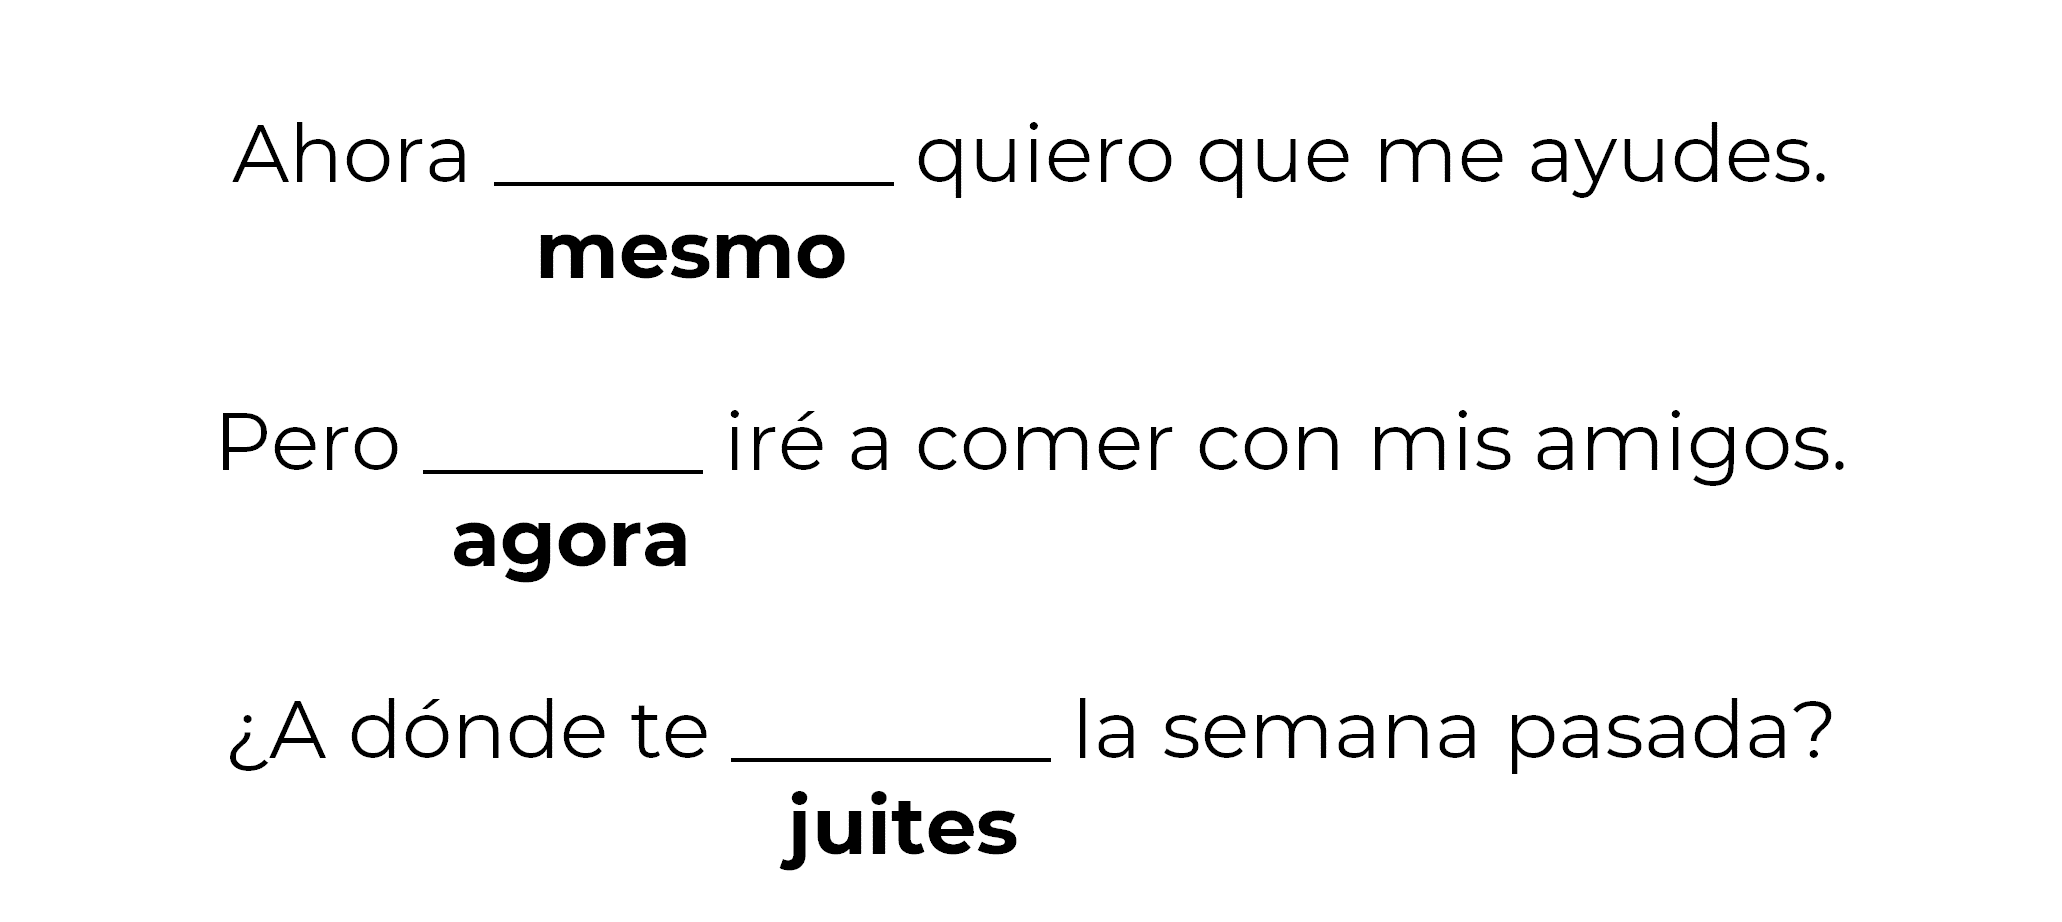 Ahora __________ quiero que me ayudes.
mesmo
Pero _______ iré a comer con mis amigos.
agora
¿A dónde te ________ la semana pasada?
juites